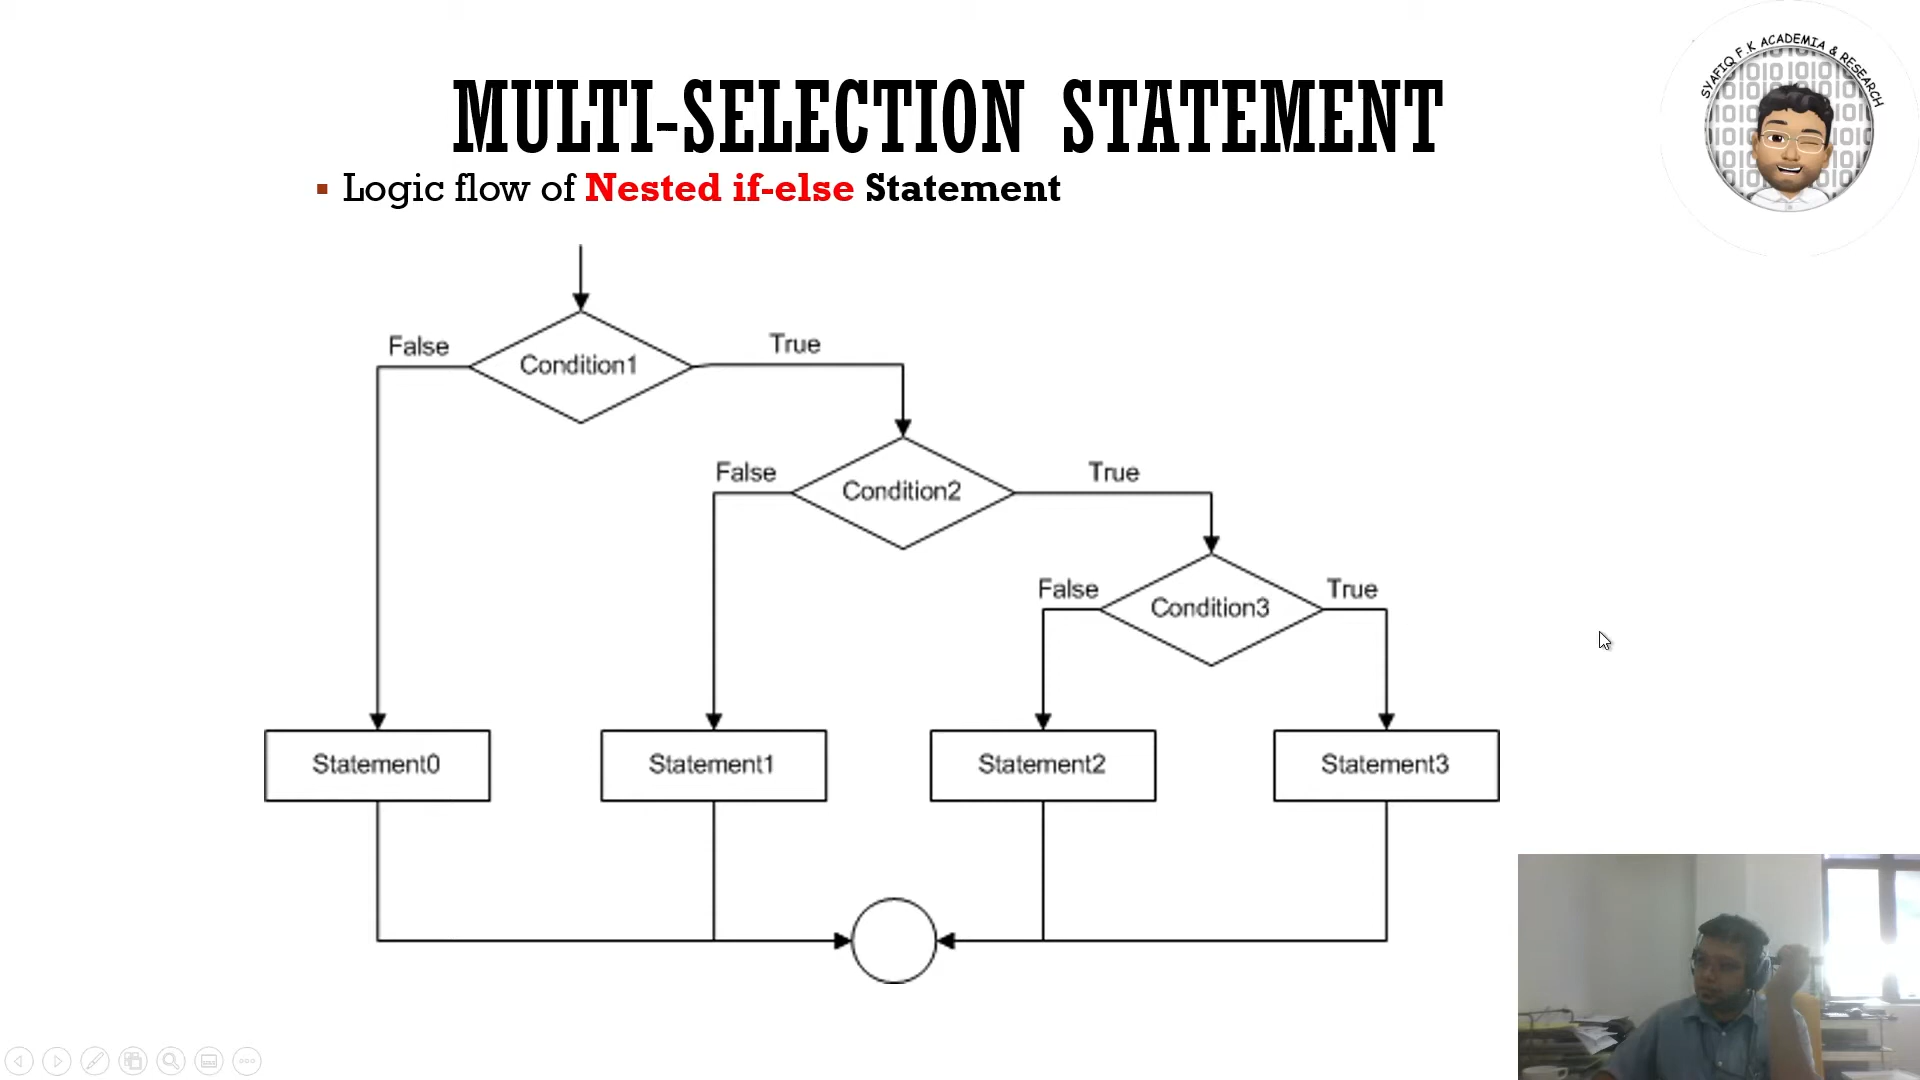 SYAFIQ F.K ACADEMIA & RESEARCH
MULTI-SELECTION STATEMENT
▪ Logic flow of Nested if-else Statement
False
True
Condition1
False
True
Condition2
False
True
Condition3
Statement0
Statement1
Statement2
Statement3